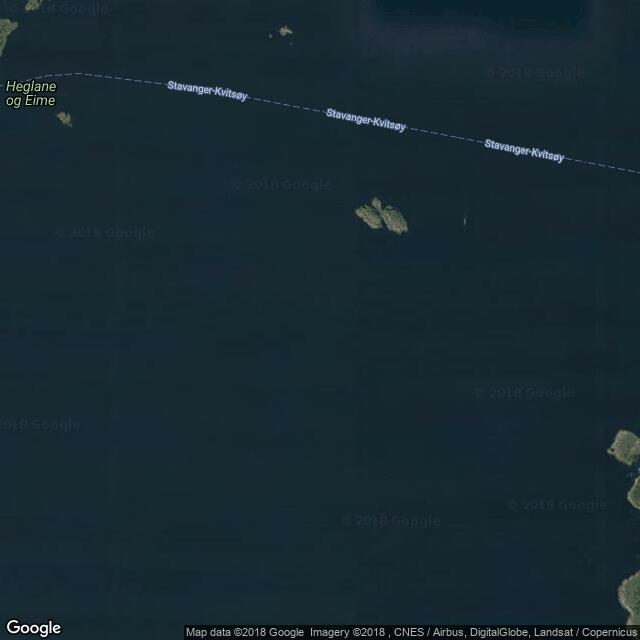 © 2018 Google
© 2018 Google
Heglane
og Eime
Stavanger-Kvitsøy
Stavanger-Kvitsøy
Stavanger-Kvitsøy
© 2018 Google
© 2018 Google
© 2018 Google
2018 Google
© 2018 Google
© 2018 Google
Google
Map data ©2018 Google Imagery ©2018 , CNES / Airbus, DigitalGlobe, Landsat / Copernicus